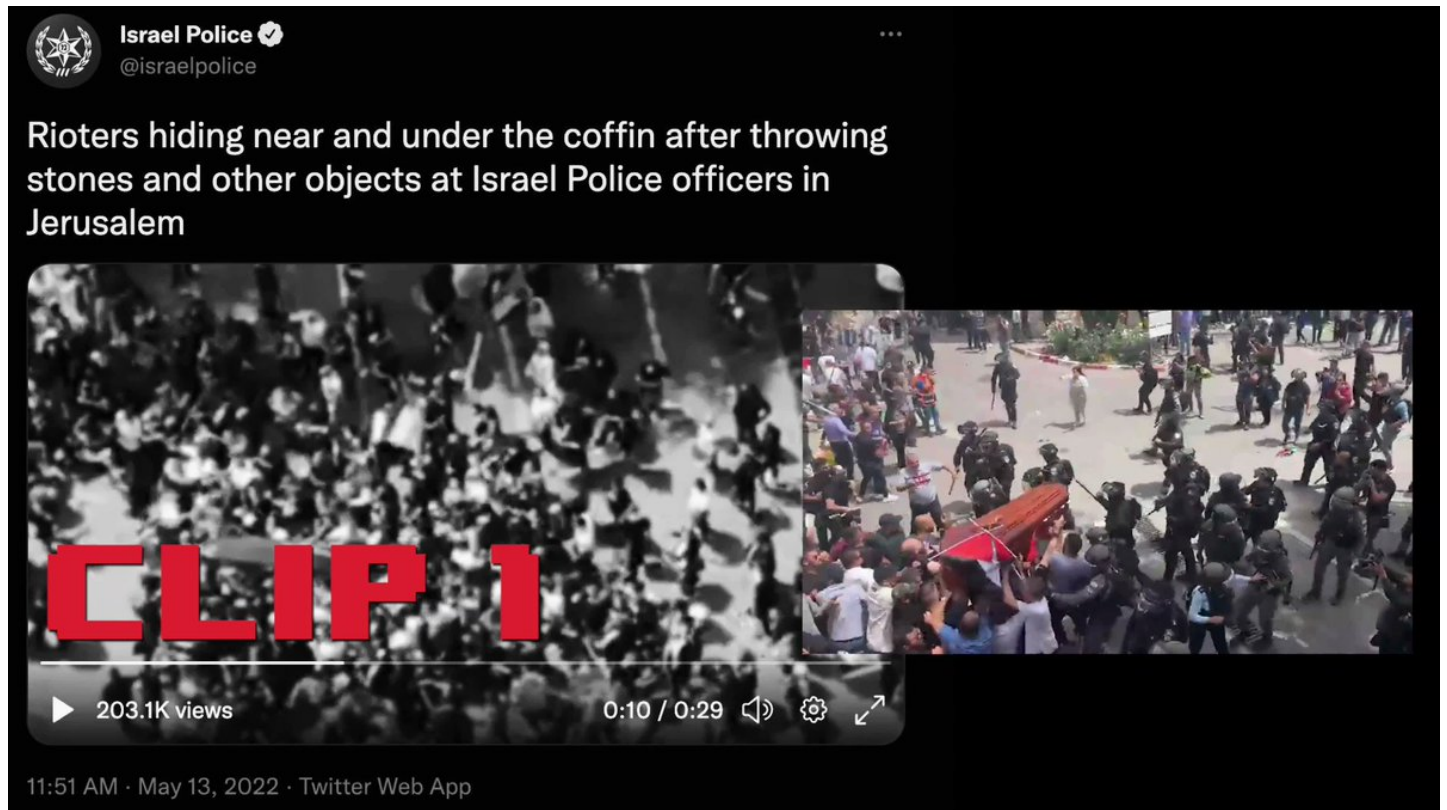 Israel Police
@israelpolice
Rioters hiding near and under the coffin after throwing
stones and other objects at Israel Police officers in
Jerusalem
CLIP 1
203.1K views
0:10 / 0:29
11:51 AM · May 13, 2022 · Twitter Web App